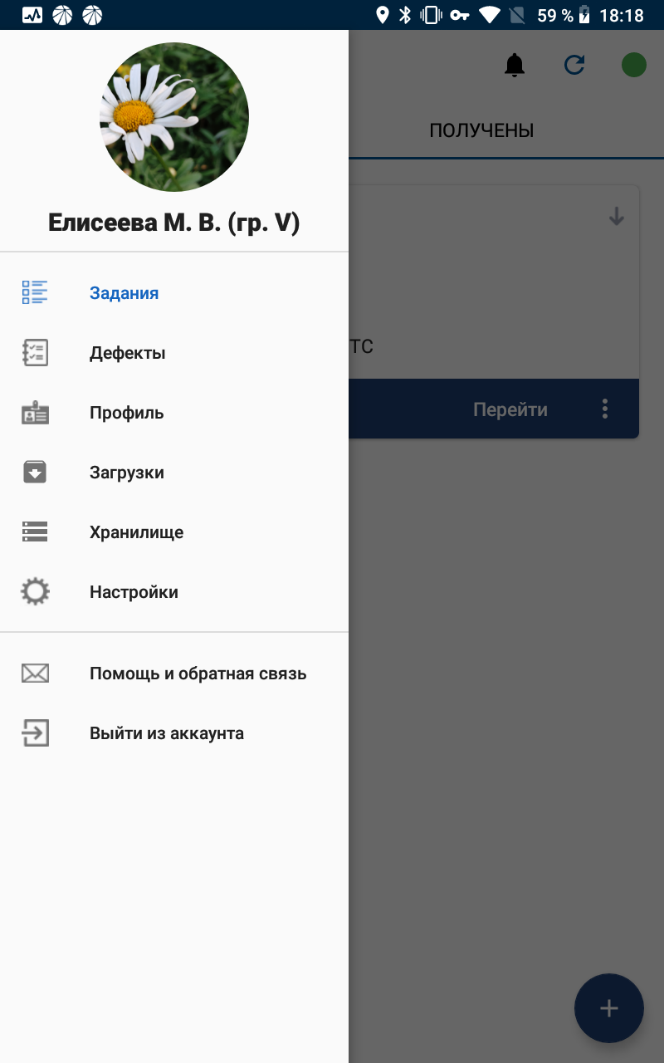 59 % 18:18
ПОЛУЧЕНЫ
Елисеева М. В. (гр. V)
Задания
Дефекты
ТС
Профиль
Перейти
Загрузки
Хранилище
Настройки
Помощь и обратная связь
Выйти из аккаунта